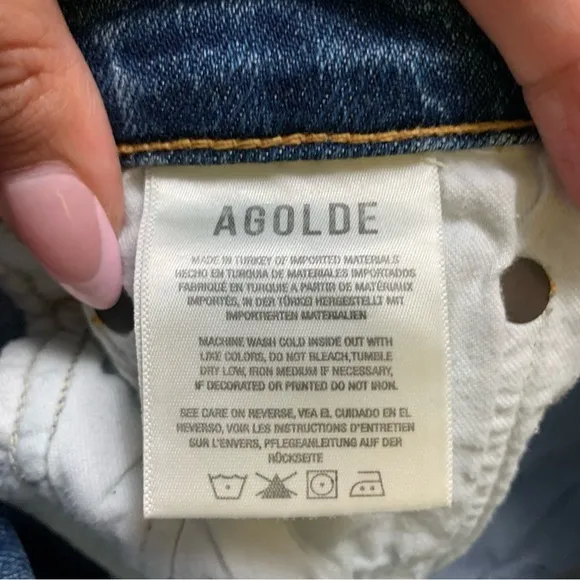 AGOLDE
MADE IN TURKEY OF IMPORTED MATERIALS
HECHO EN TURQUIA DE MATERIALES IMPORTADOS
FABRIQUÉ EN TURQUIE A PARTIR DE MATÉRIAUX
IMPORTÉS, IN DER TÜRKEI HERGESTELLT MIT
IMPORTIERTEN MATERIALIEN
MACHINE WASH COLD INSIDE OUT WITH
LIKE COLORS, DO NOT BLEACH,TUMBLE
DRY LOW, IRON MEDIUM IF NECESSARY,
IF DECORATED OR PRINTED DO NOT IRON.
SEE CARE ON REVERSE, VEA EL CUIDADO EN EL
REVERSO, VOIR LES INSTRUCTIONS D'ENTRETIEN
SUR L'ENVERS, PFLEGEANLEITUNG AUF DER
RÜCKSEITE